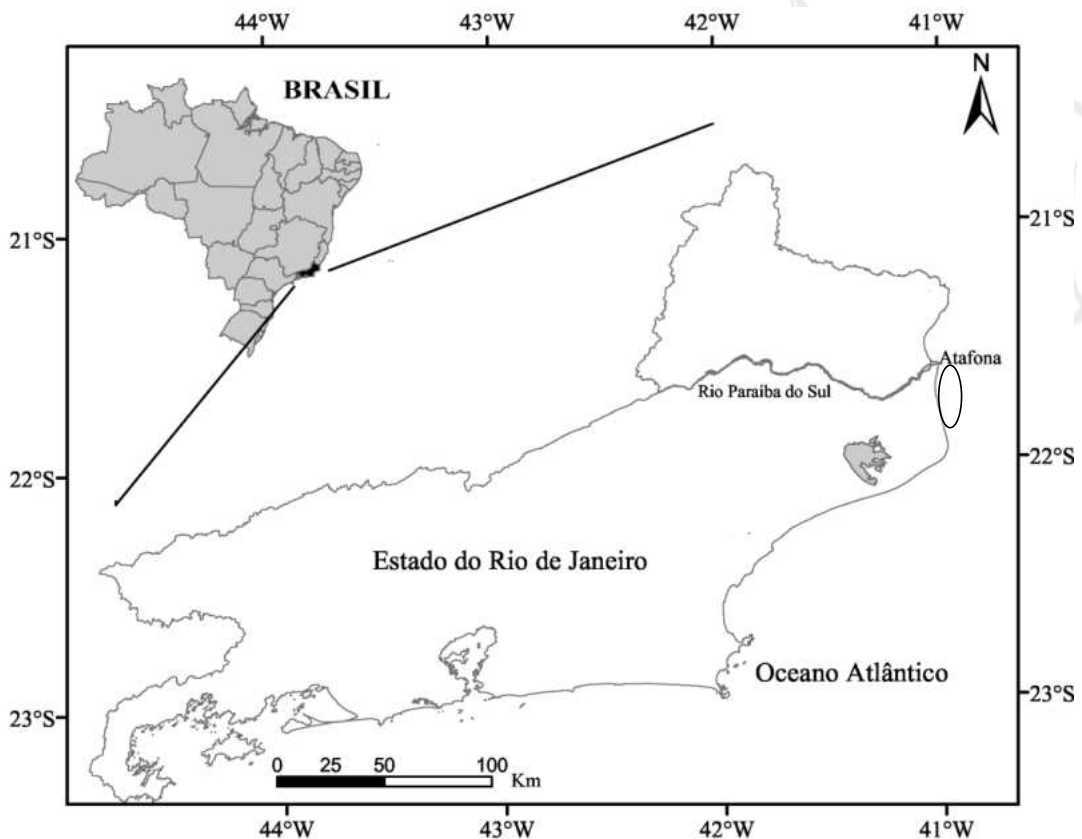 44°W 43°W 42°W 41°W
N
BRASIL
21°S 21°S
Atafona
Rio Paraíba do Sul
22°S 22°S
Estado do Rio de Janeiro
Oceano Atlântico
23°S 23°S
0 25 50 100
Km
44°W 43°W 42°W 41°W